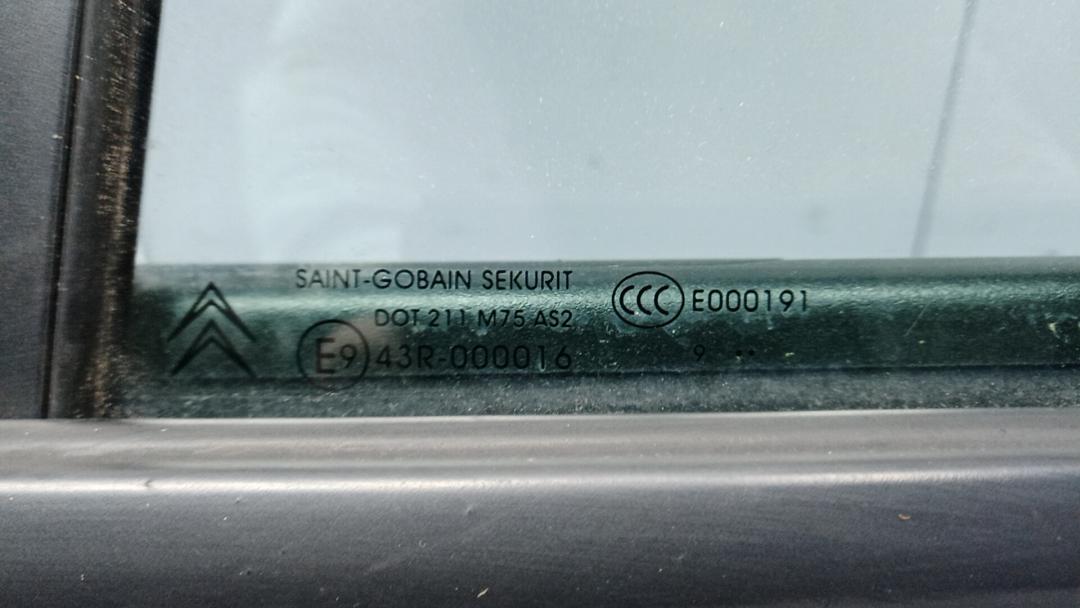 SAINT-GOBAIN SEKURIT
DOT 211 M75 AS2
E9 43R-000016
CCC E000191
9 ..